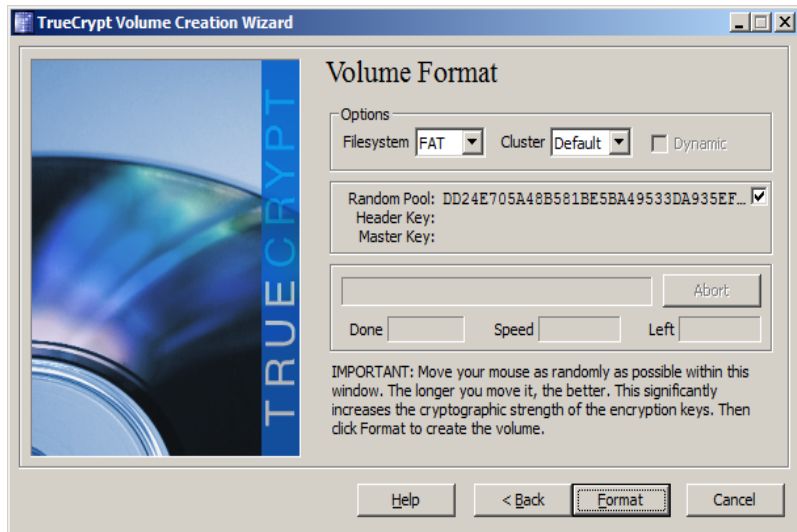 TrueCrypt Volume Creation Wizard
TRUECRYPT
Volume Format
Options
Filesystem FAT Cluster Default Dynamic
Random Pool: DD24E705A48B581BE5BA49533DA935EF...
Header Key:
Master Key:
Abort
Done Speed Left
IMPORTANT: Move your mouse as randomly as possible within this
window. The longer you move it, the better. This significantly
increases the cryptographic strength of the encryption keys. Then
click Format to create the volume.
Help < Back Format Cancel